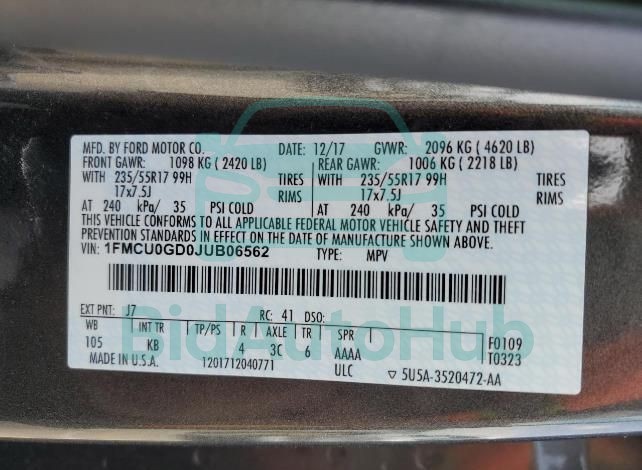 MFD. BY FORD MOTOR CO. DATE: 12/17 GVWR: 2096 KG ( 4620 LB)
FRONT GAWR: 1098 KG ( 2420 LB) REAR GAWR: 1006 KG ( 2218 LB)
WITH 235/55R17 99H TIRES WITH 235/55R17 99H TIRES
17x7.5J RIMS 17x7.5J RIMS
AT 240 kPa/ 35 PSI COLD AT 240 kPa/ 35 PSI COLD
THIS VEHICLE CONFORMS TO ALL APPLICABLE FEDERAL MOTOR VEHICLE SAFETY AND THEFT
PREVENTION STANDARDS IN EFFECT ON THE DATE OF MANUFACTURE SHOWN ABOVE.
VIN: 1FMCU0GD0JUB06562 TYPE: MPV
EXT PNT: J7 RC: 41 DSO:
WB INT TR TP/PS R AXLE TR SPR F0109
105 KB 4 3C 6 AAAA T0323
MADE IN U.S.A. 1201712040771 ULC ▽ 5U5A-3520472-AA
BidAutoHub